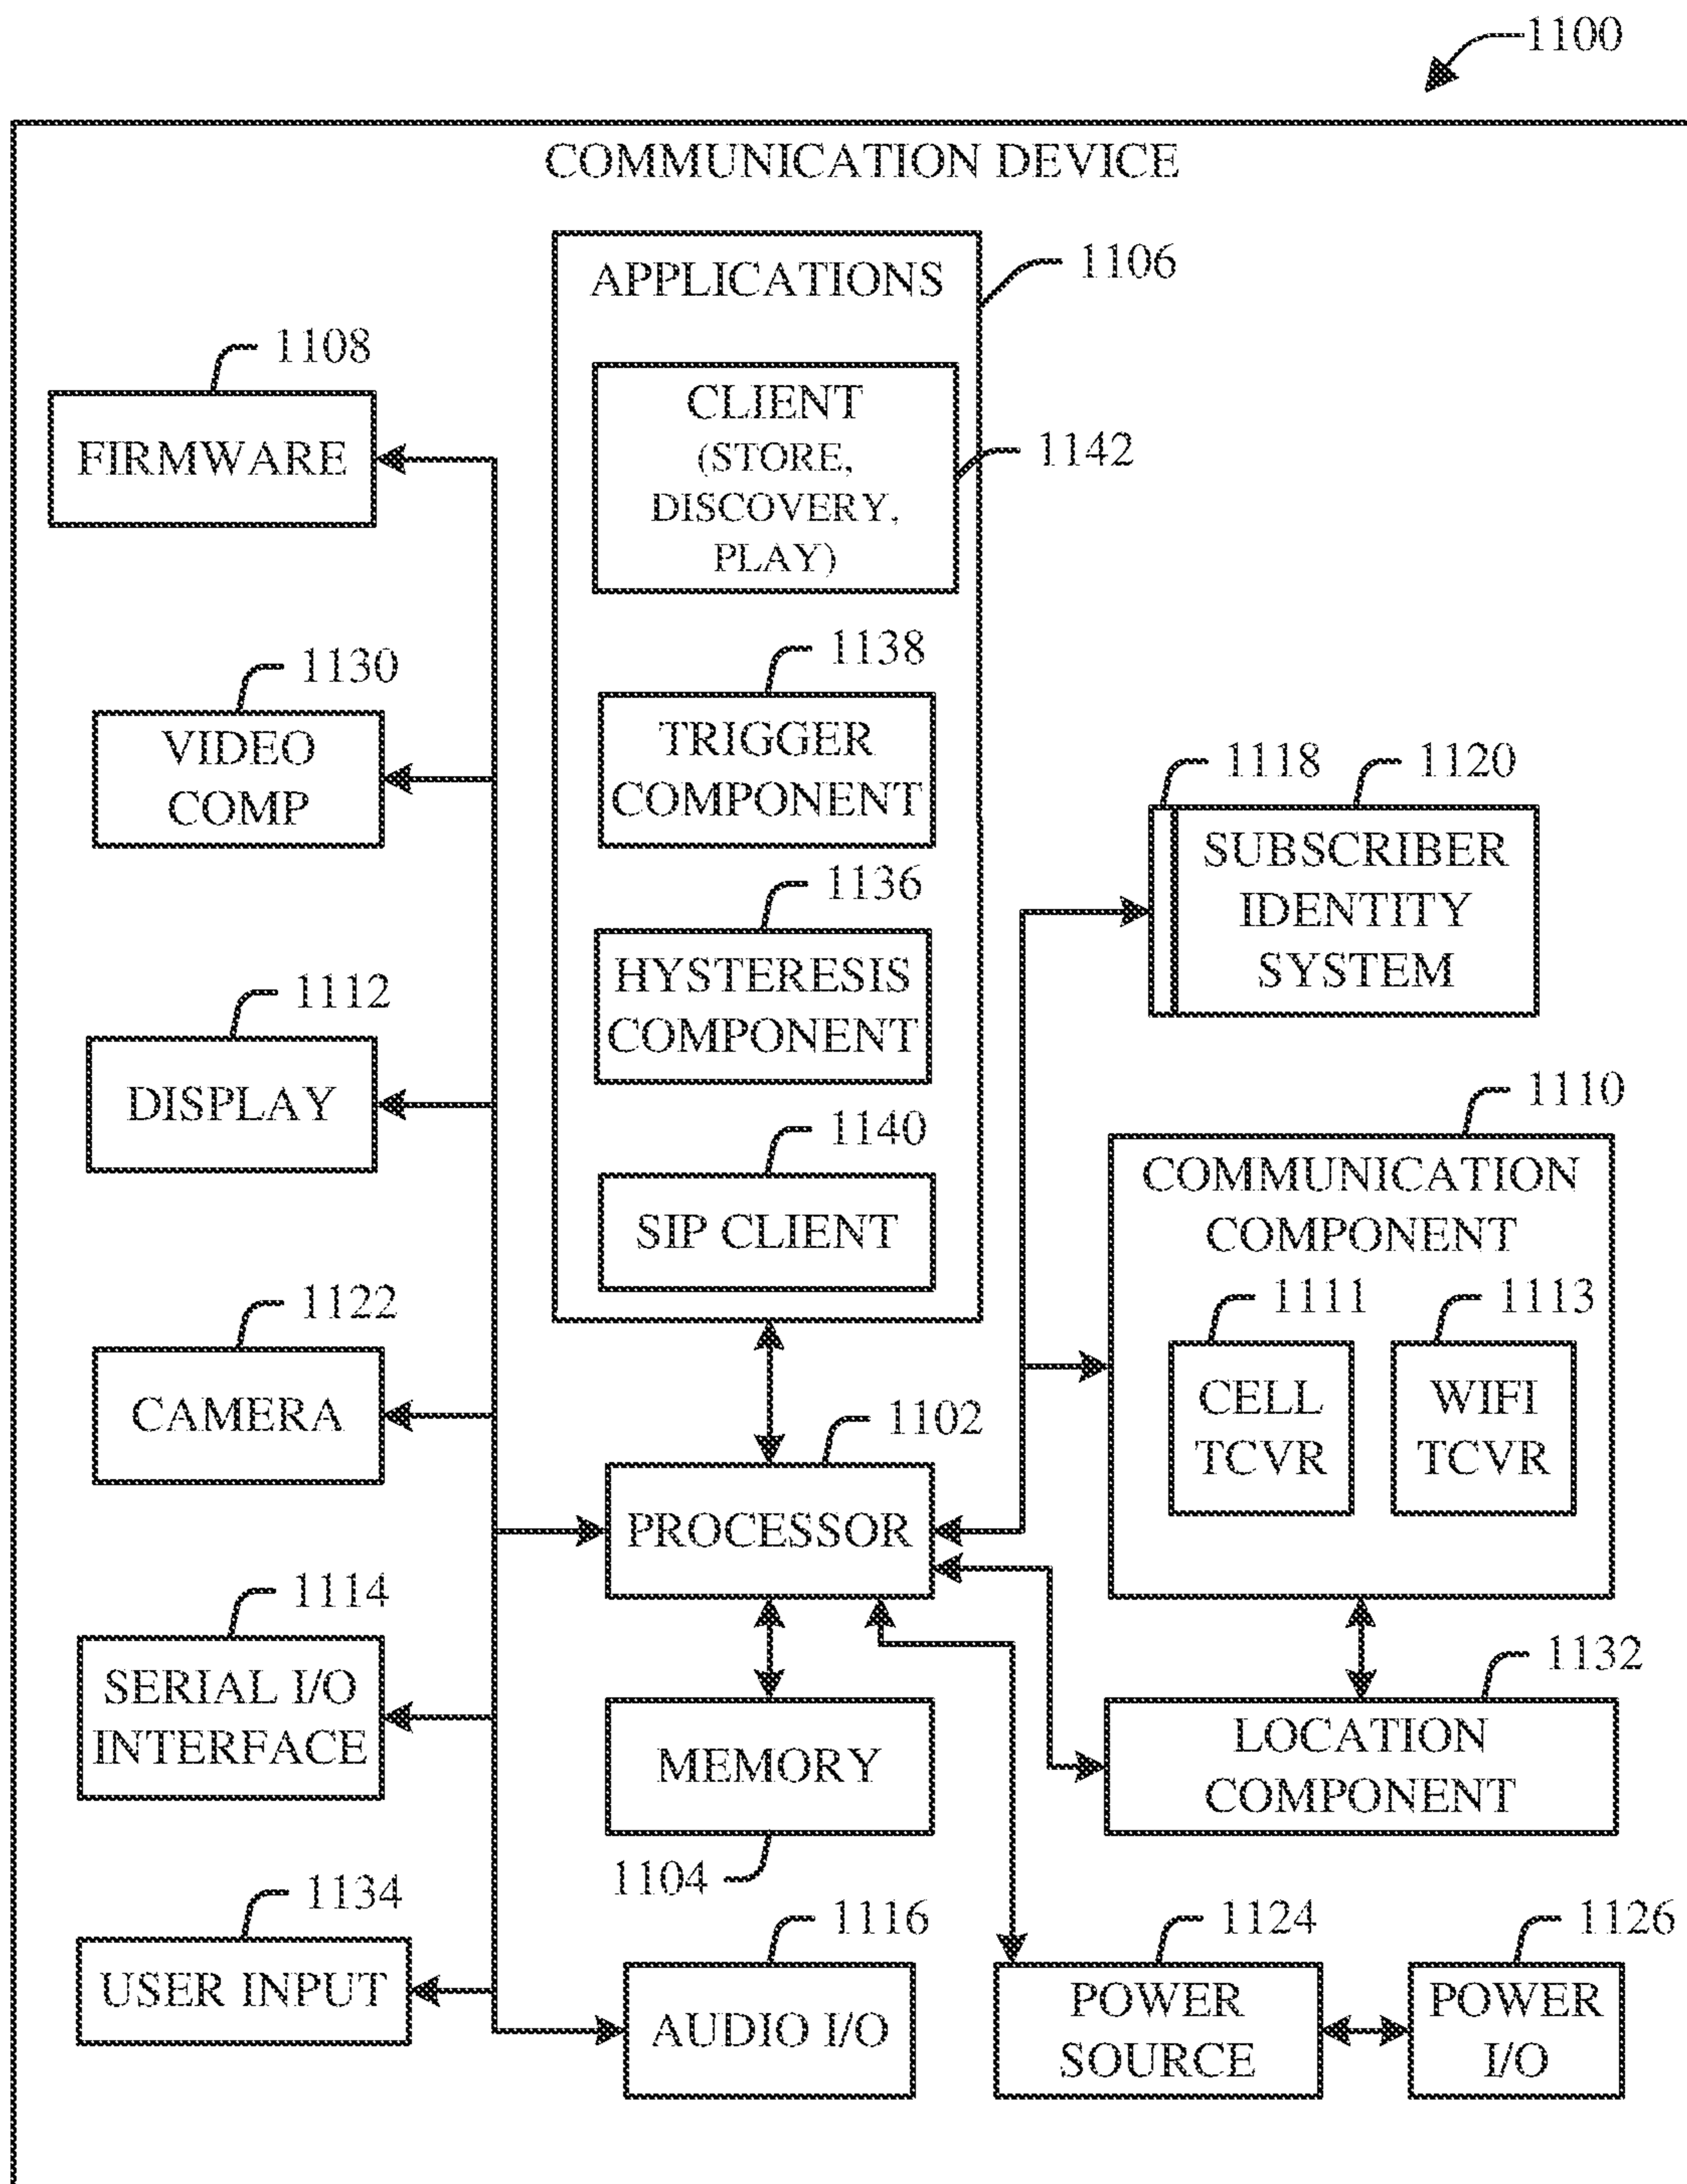 1100
COMMUNICATION DEVICE
APPLICATIONS
1106
CLIENT
(STORE,
DISCOVERY,
PLAY)
1142
1138
TRIGGER
COMPONENT
1136
HYSTERESIS
COMPONENT
1140
SIP CLIENT
1108
FIRMWARE
1130
VIDEO
COMP
1112
DISPLAY
1122
CAMERA
1114
SERIAL I/O
INTERFACE
1134
USER INPUT
1102
PROCESSOR
MEMORY
1104
1116
AUDIO I/O
1118
1120
SUBSCRIBER
IDENTITY
SYSTEM
1110
COMMUNICATION
COMPONENT
1111
CELL
TCVR
1113
WIFI
TCVR
1132
LOCATION
COMPONENT
1124
POWER
SOURCE
1126
POWER
I/O